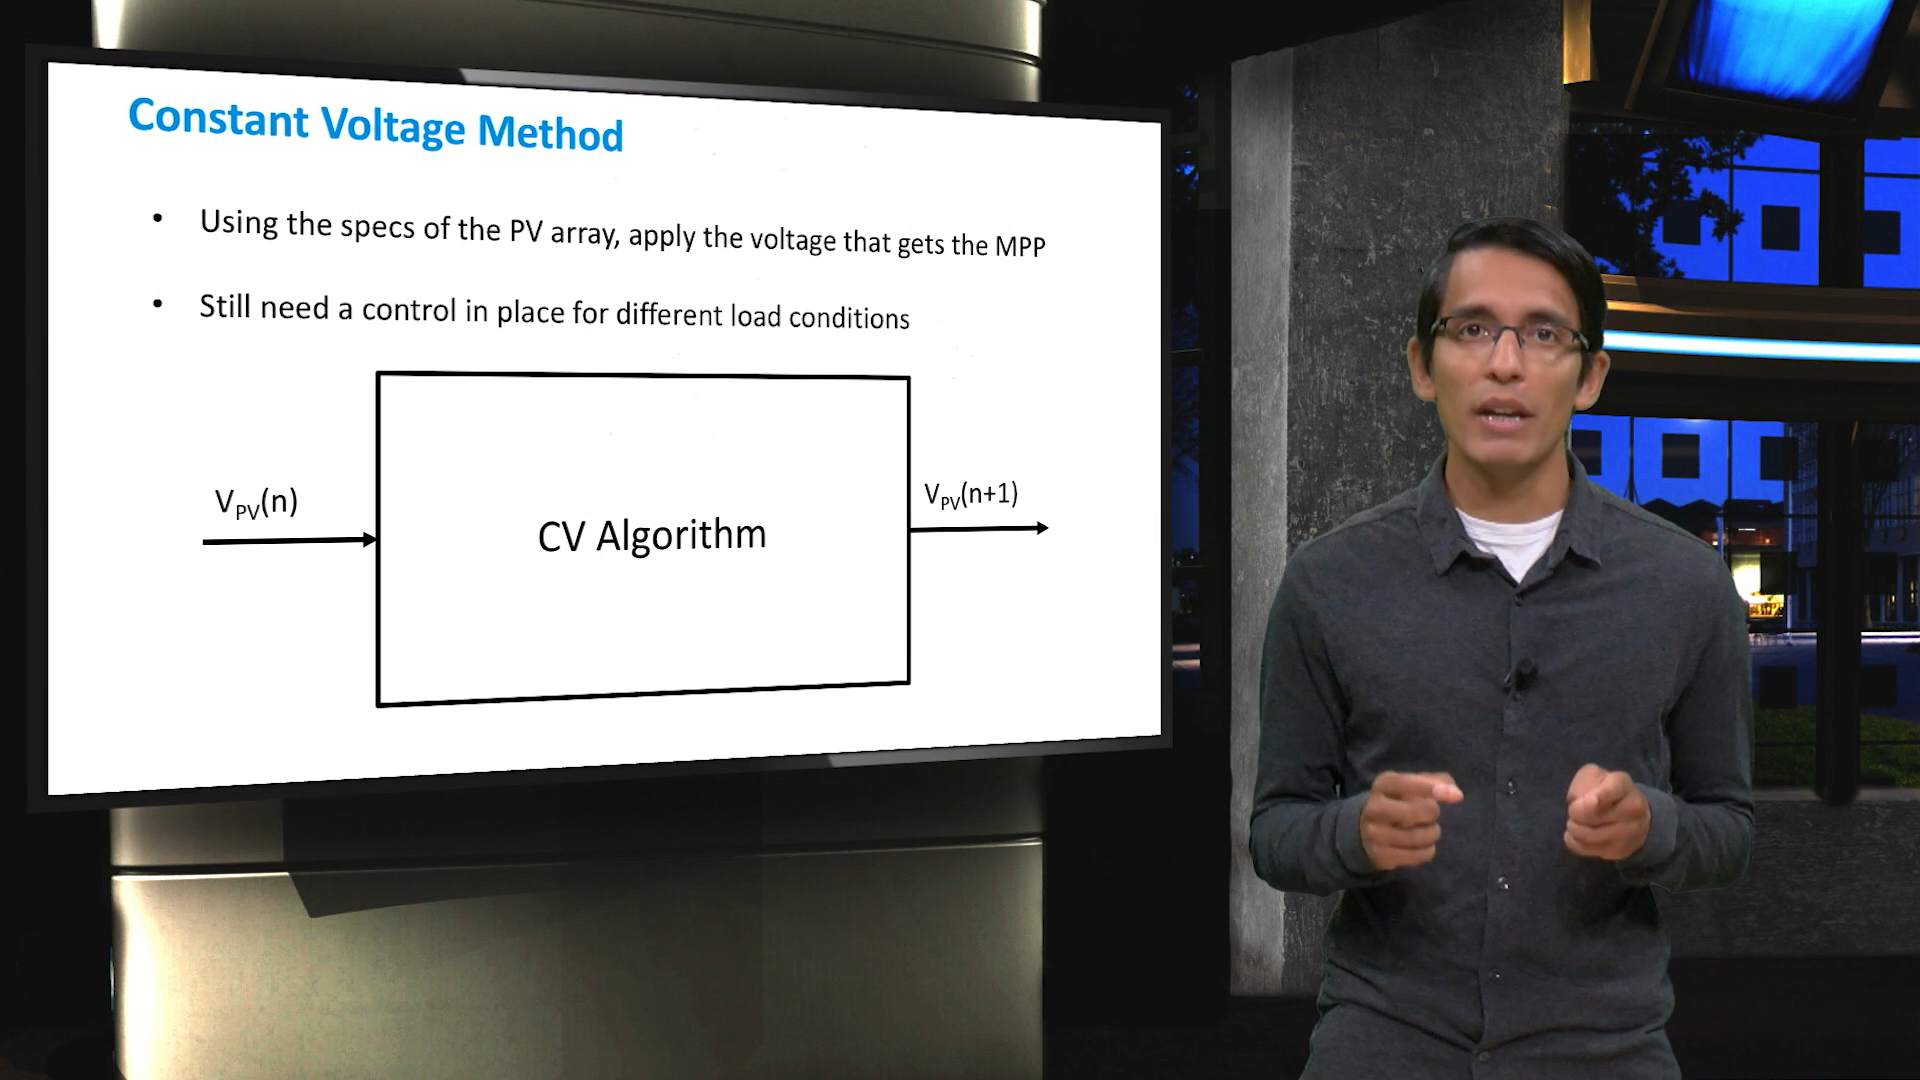 Constant Voltage Method
• Using the specs of the PV array, apply the voltage that gets the MPP
• Still need a control in place for different load conditions
V_PV(n)
CV Algorithm
V_PV(n+1)